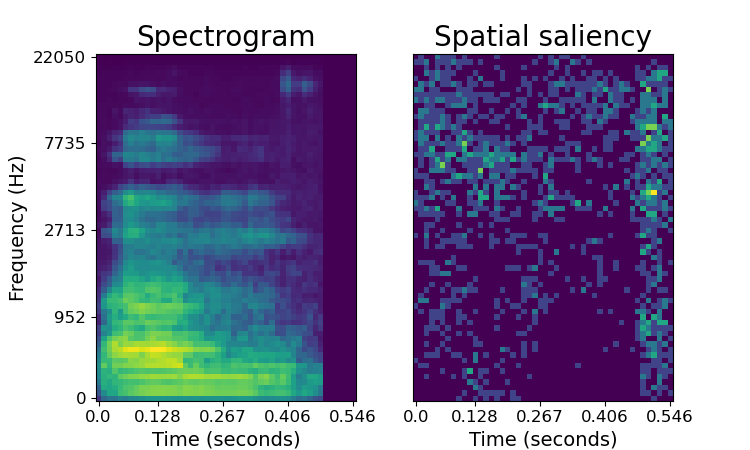 Spectrogram
Spatial saliency
22050
7735
2713
952
0
Frequency (Hz)
0.0 0.128 0.267 0.406 0.546
0.0 0.128 0.267 0.406 0.546
Time (seconds)
Time (seconds)